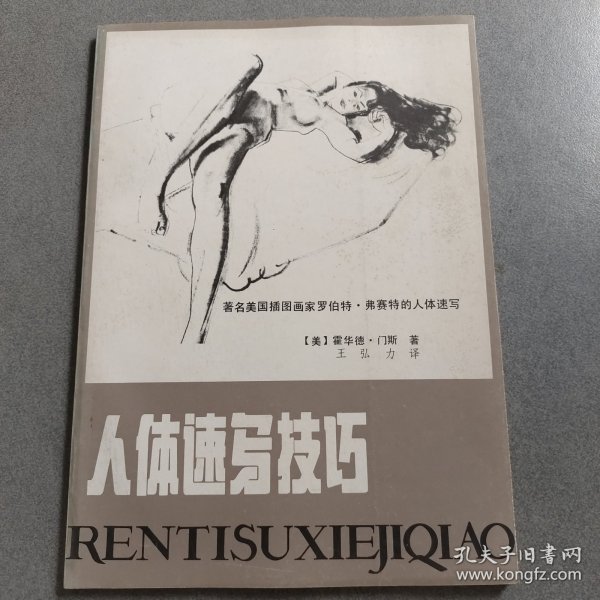 著名美国插图画家罗伯特·弗赛特的人体速写
【美】霍华德·门斯 著
王弘力译
人体速写技巧
RENTISUXIEJIQIAO
孔夫子旧书网
www.kongfz.com